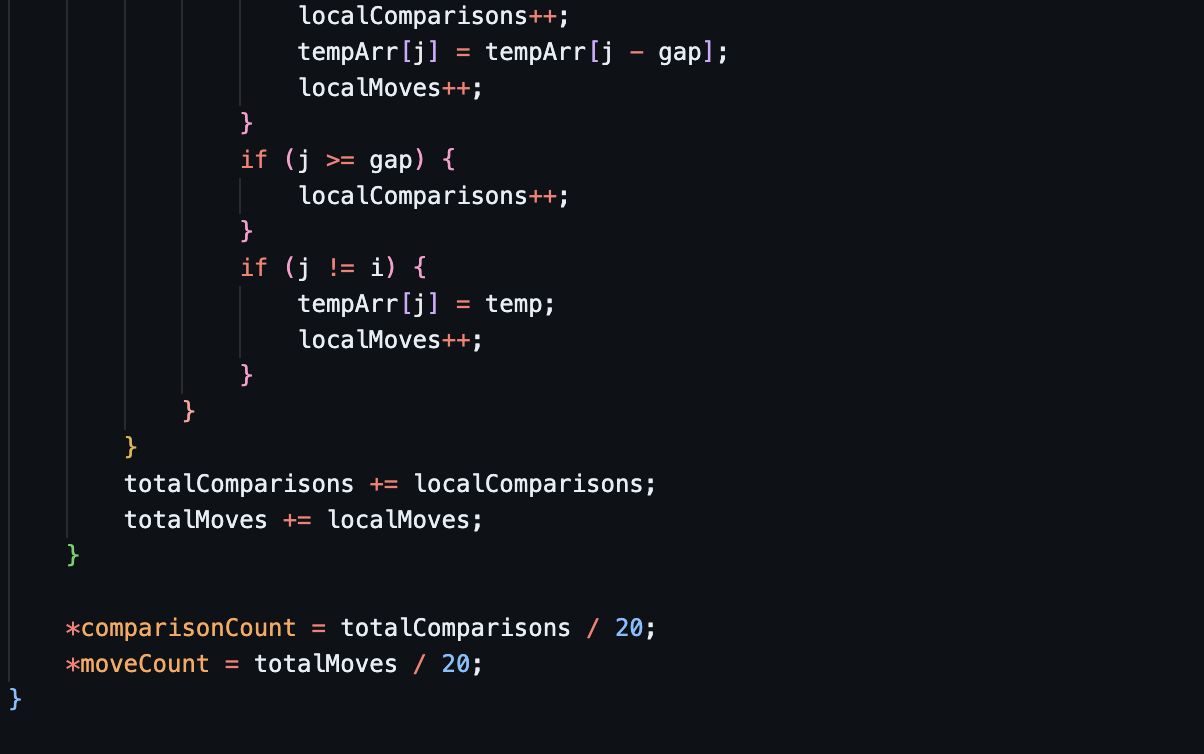 localComparisons++;
tempArr[j] = tempArr[j - gap];
localMoves++;
}
if (j >= gap) {
localComparisons++;
}
if (j != i) {
tempArr[j] = temp;
localMoves++;
}
}
}
totalComparisons += localComparisons;
totalMoves += localMoves;
}
*comparisonCount = totalComparisons / 20;
*moveCount = totalMoves / 20;
}